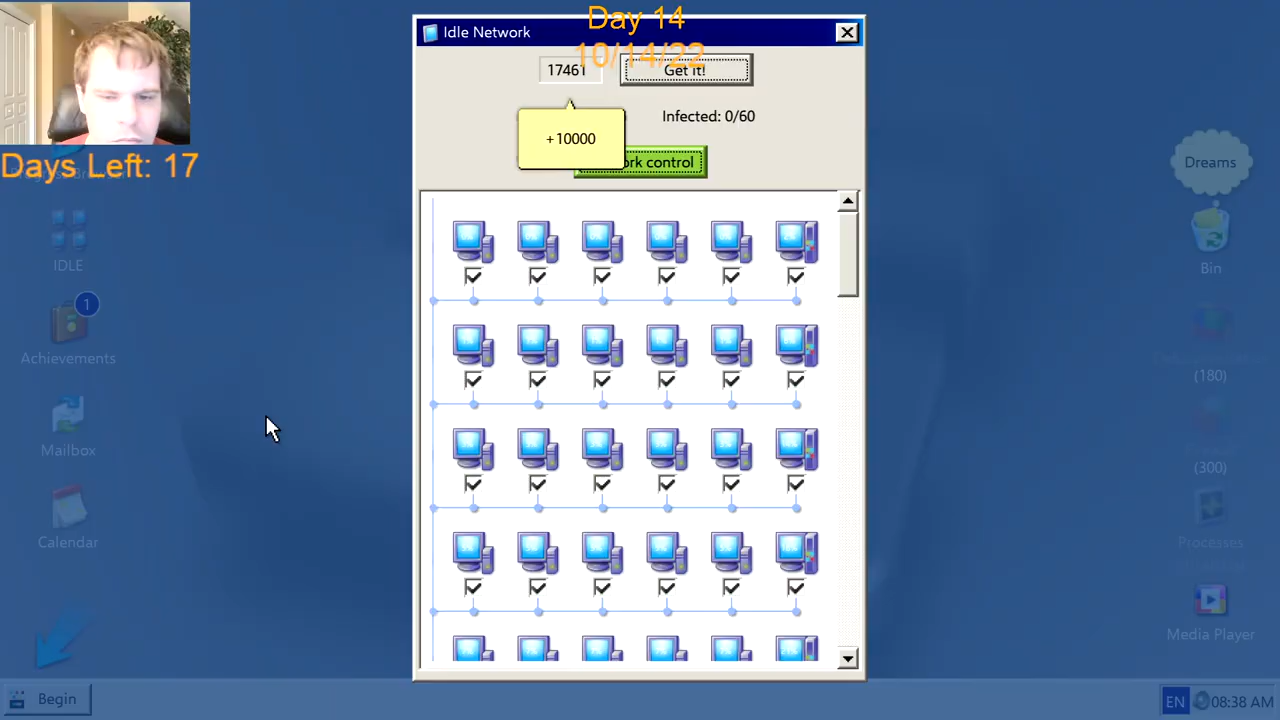 Day 14
Idle Network
10/14/22
17461
Get it!
+10000
Infected: 0/60
rk control
Days Left: 17
IDLE
1
Achievements
Mailbox
Calendar
Dreams
Bin
(180)
(300)
Processes
Media Player
Begin
EN
08:38 AM